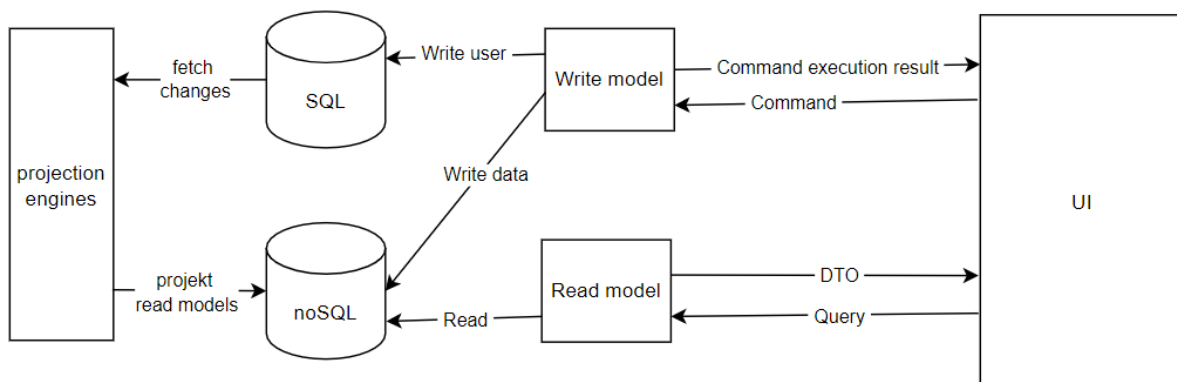 fetch
changes
SQL
Write user
Write model
Command execution result
Command
projection
engines
Write data
UI
projekt
read models
noSQL
Read
Read model
DTO
Query